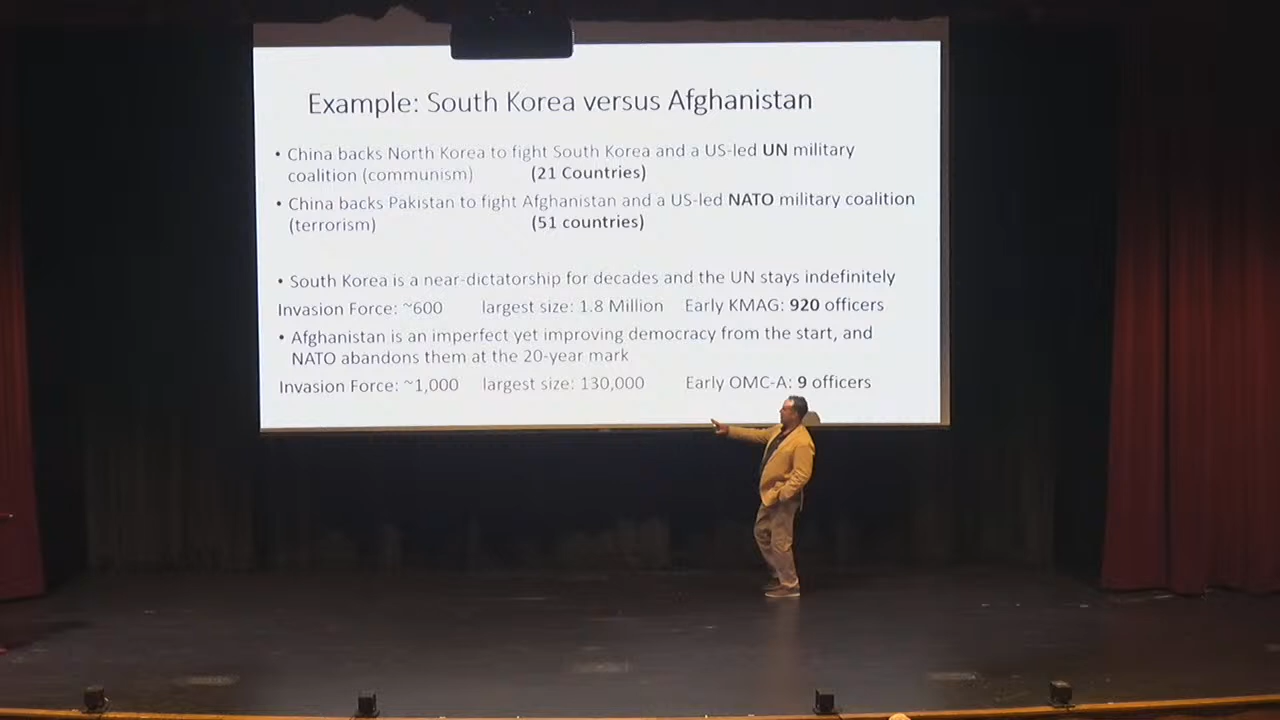 Example: South Korea versus Afghanistan
• China backs North Korea to fight South Korea and a US-led UN military
coalition (communism) (21 Countries)
• China backs Pakistan to fight Afghanistan and a US-led NATO military coalition
(terrorism) (51 countries)
• South Korea is a near-dictatorship for decades and the UN stays indefinitely
Invasion Force: ~600 largest size: 1.8 Million Early KMAG: 920 officers
• Afghanistan is an imperfect yet improving democracy from the start, and
NATO abandons them at the 20-year mark
Invasion Force: ~1,000 largest size: 130,000 Early OMC-A: 9 officers